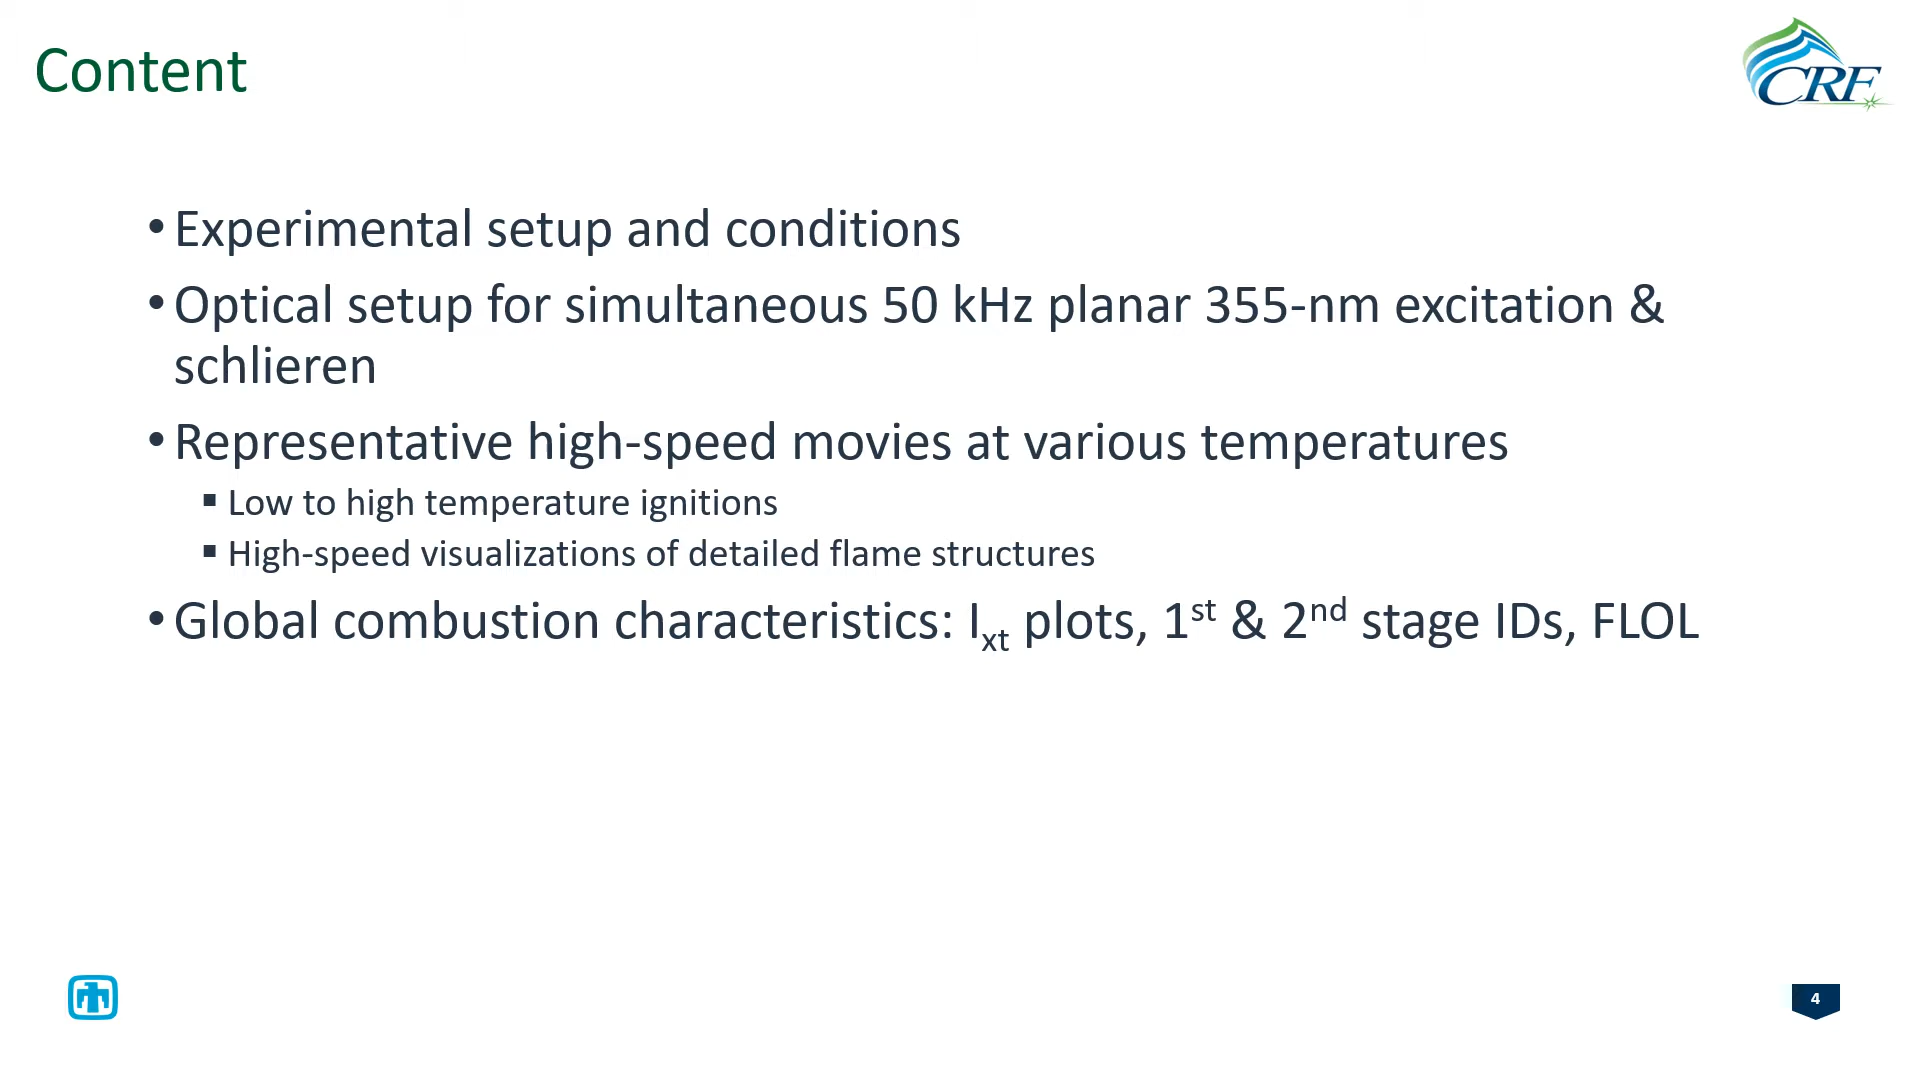 Content
CRF
• Experimental setup and conditions
• Optical setup for simultaneous 50 kHz planar 355-nm excitation &
schlieren
• Representative high-speed movies at various temperatures
▪ Low to high temperature ignitions
▪ High-speed visualizations of detailed flame structures
• Global combustion characteristics: Ixt plots, 1st & 2nd stage IDs, FLOL
4